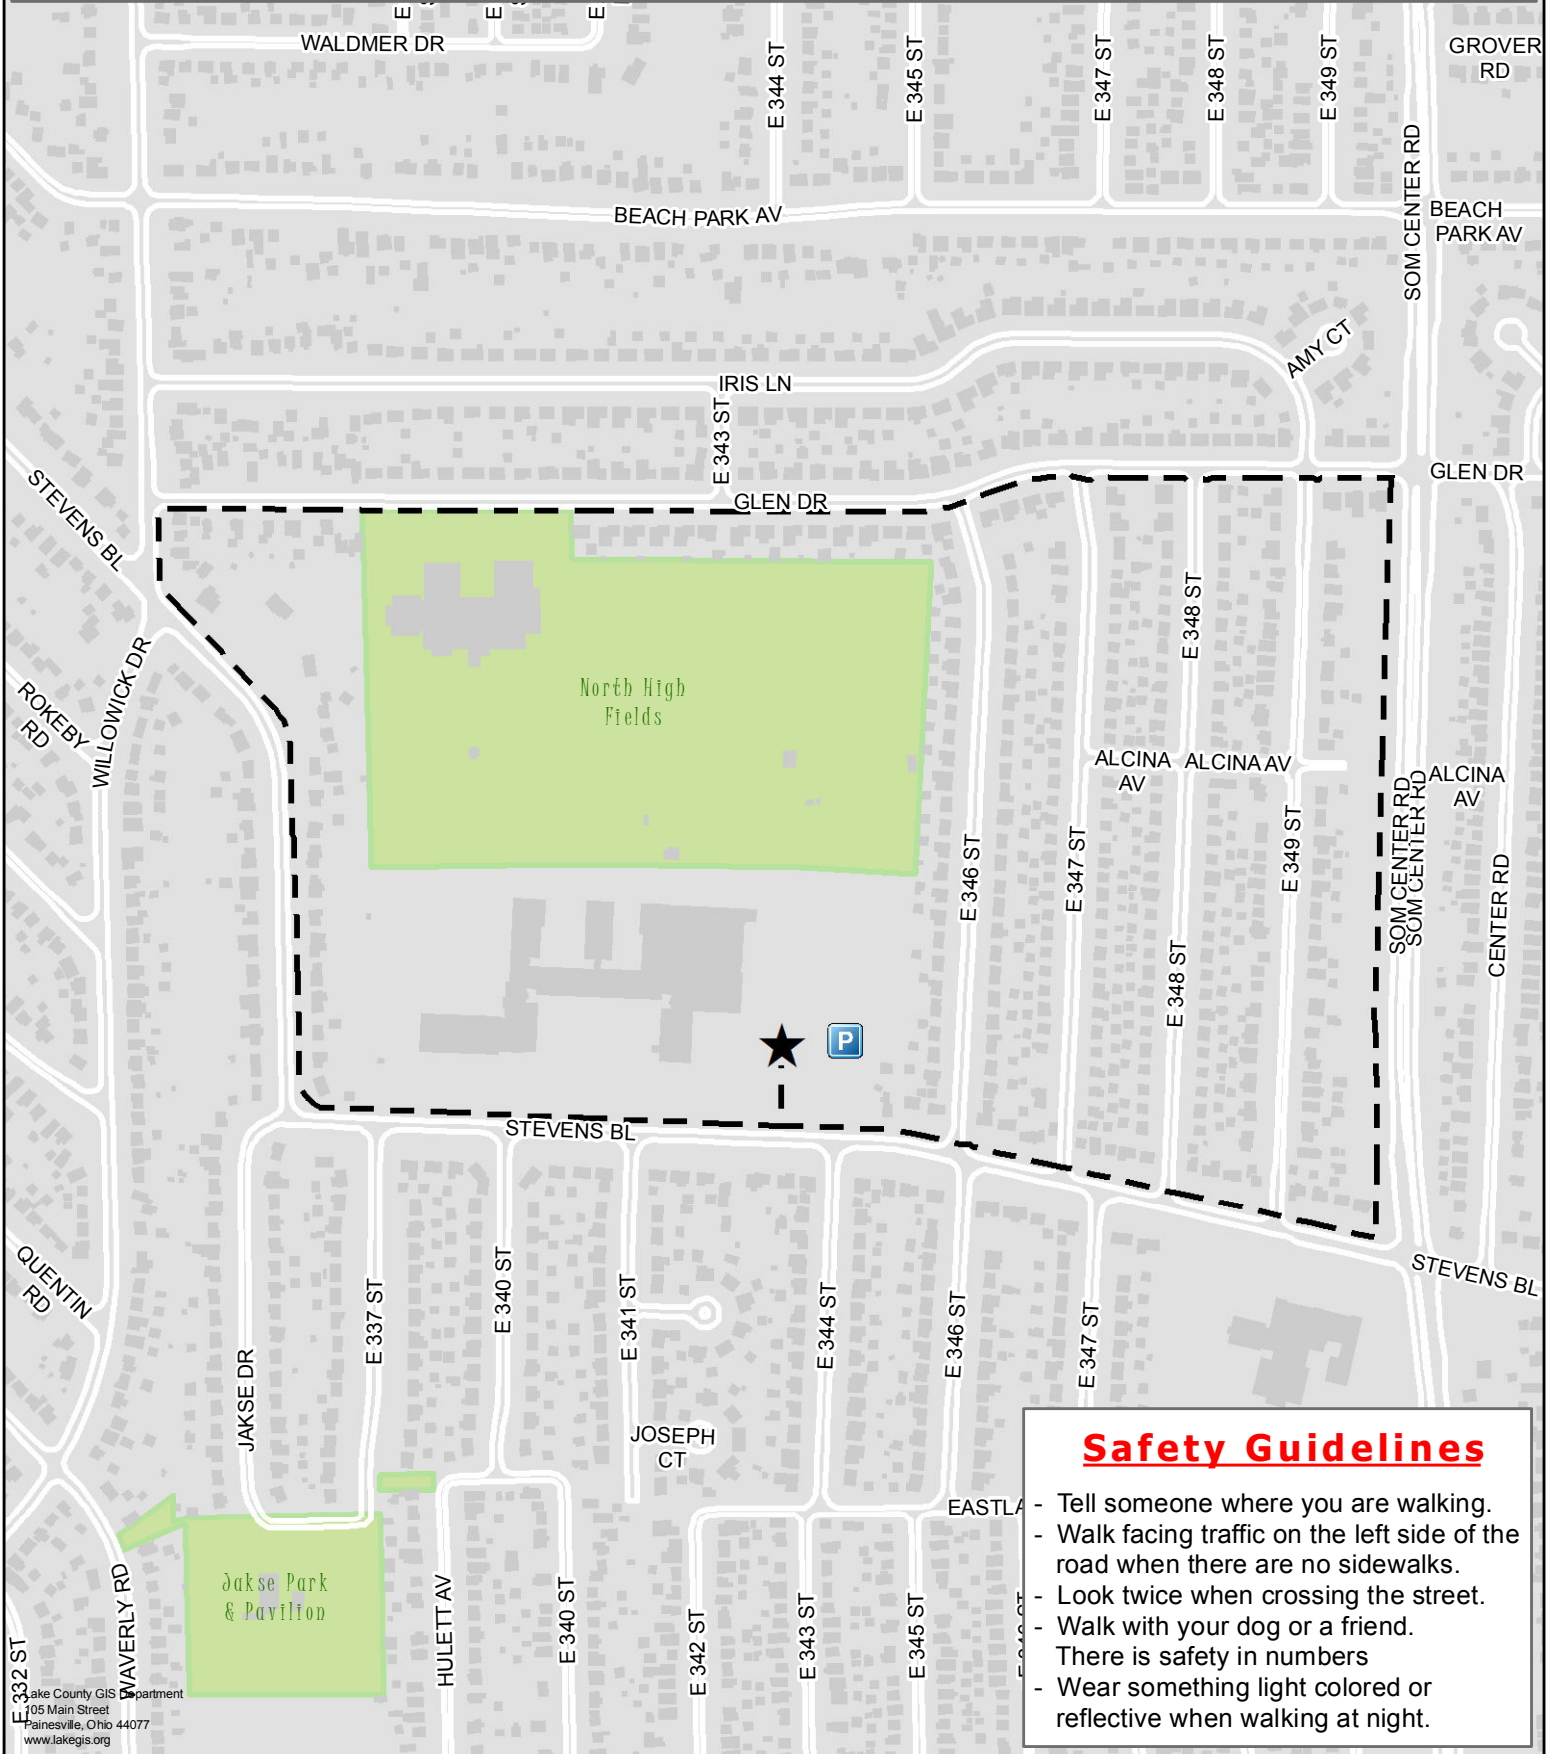 WALDMER DR
E 344 ST
E 345 ST
E 347 ST
E 348 ST
E 349 ST
GROVER
RD
SOM CENTER RD
BEACH PARK AV
BEACH
PARK AV
AMY CT
IRIS LN
E 343 ST
GLEN DR
GLEN DR
STEVENS BL
E 348 ST
WILLOWICK DR
ROKEBY
RD
North High
Fields
ALCINA
AV
ALCINA AV
ALCINA
AV
SOM CENTER RD
SOM CENTER RD
E 346 ST
E 347 ST
E 349 ST
E 348 ST
CENTER RD
P
STEVENS BL
STEVENS BL
QUENTIN
RD
JAKSE DR
E 337 ST
E 340 ST
E 341 ST
E 344 ST
E 346 ST
E 347 ST
JOSEPH
CT
EASTLA
Jakse Park
& Pavilion
WAVERLY RD
E 332 ST
HULETT AV
E 340 ST
E 342 ST
E 343 ST
E 345 ST
Safety Guidelines
- Tell someone where you are walking.
- Walk facing traffic on the left side of the
road when there are no sidewalks.
- Look twice when crossing the street.
- Walk with your dog or a friend.
There is safety in numbers
- Wear something light colored or
reflective when walking at night.
Lake County GIS Department
105 Main Street
Painesville, Ohio 44077
www.lakegis.org